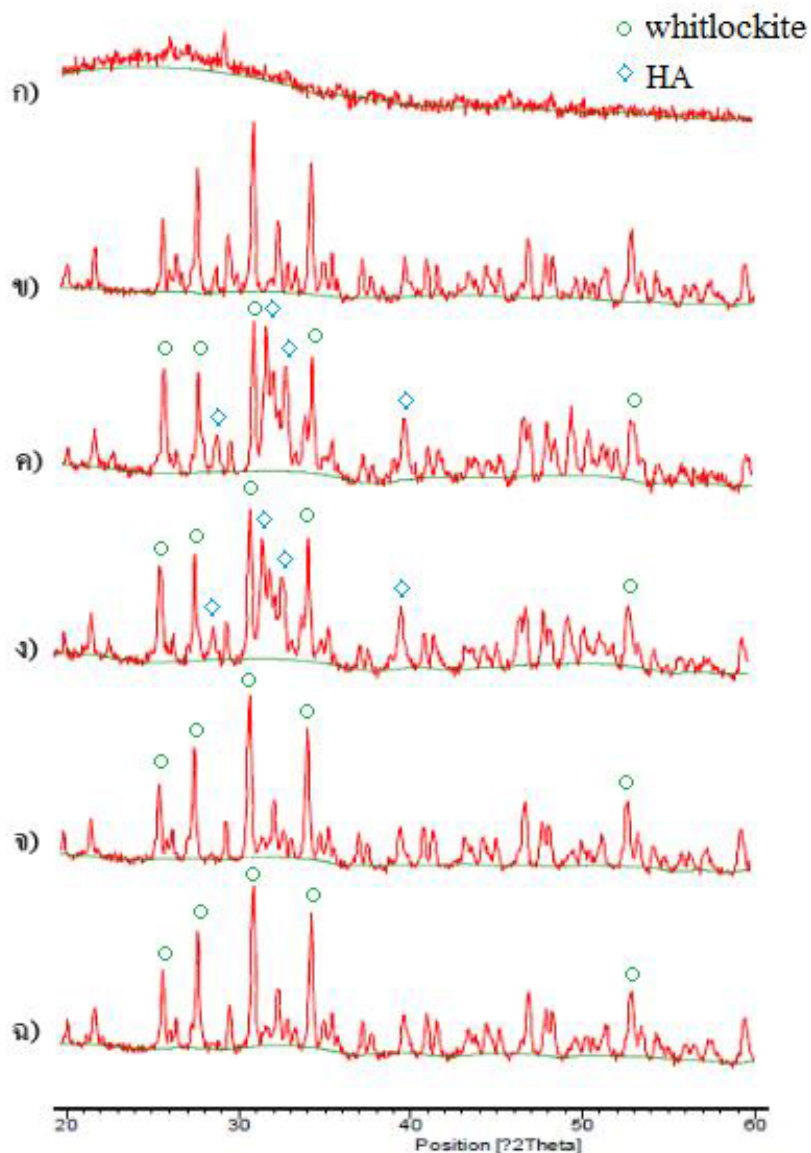 whitlockite
HA
ก)
ข)
ค)
ง)
จ)
ฉ)
20 30 40 50 60
Position [?2Theta]